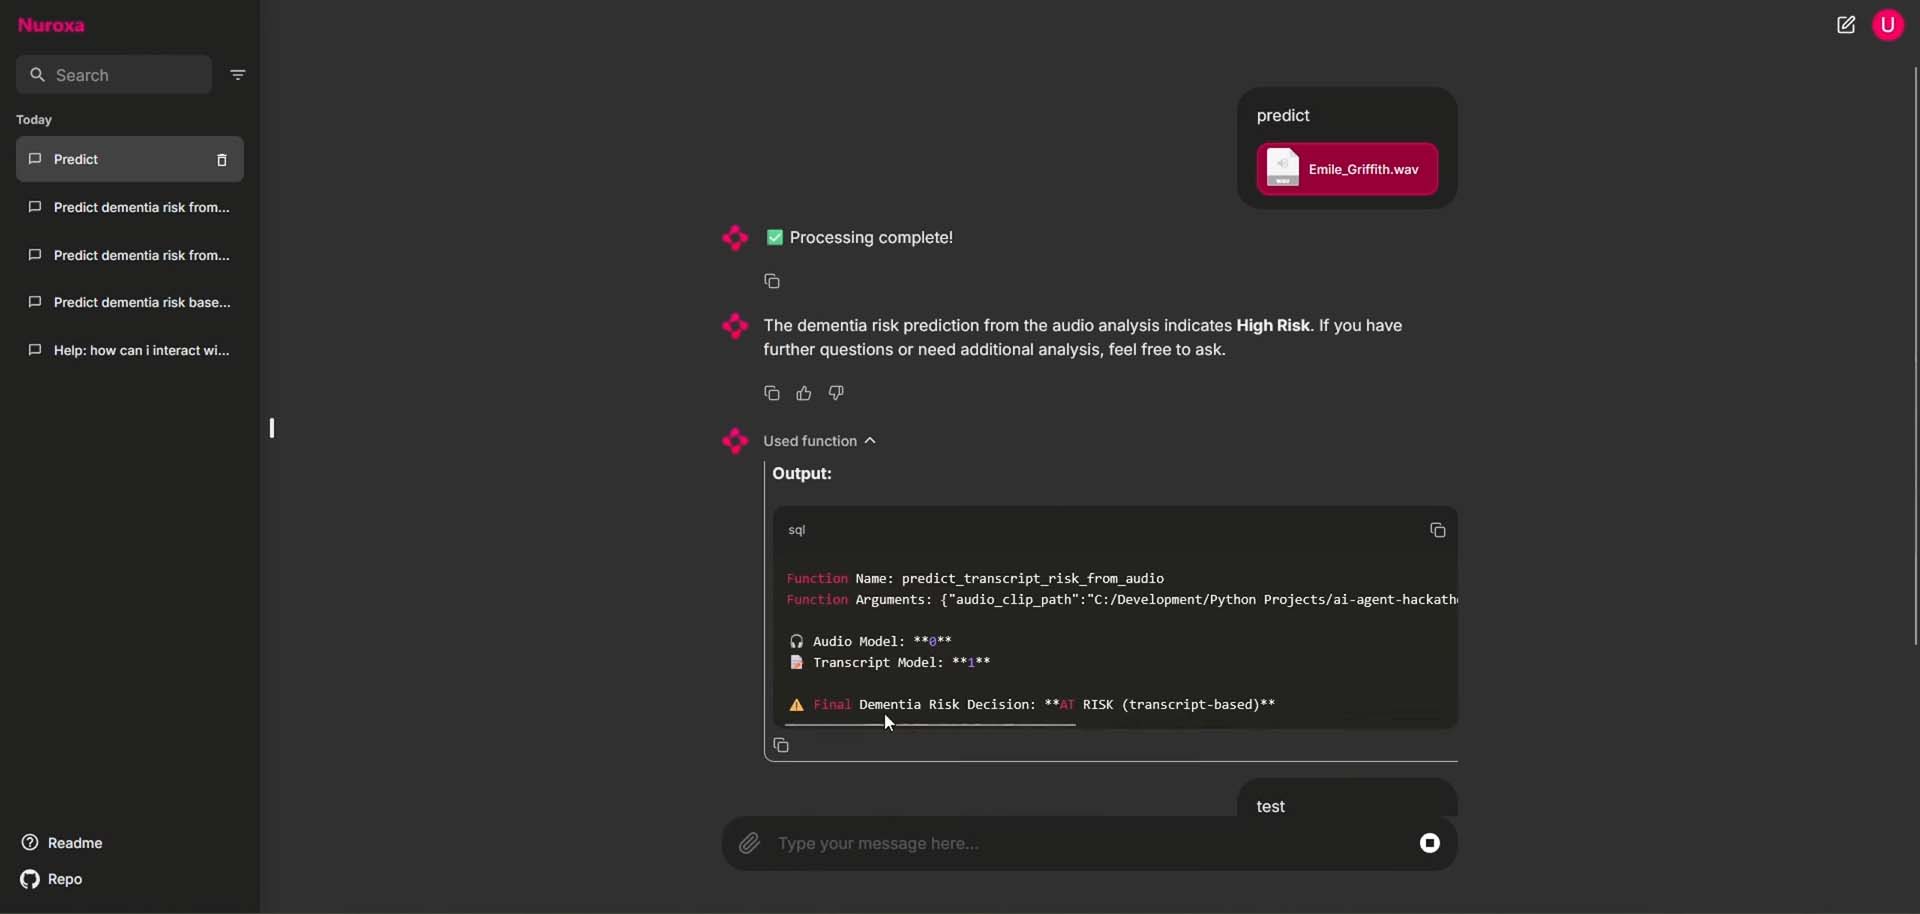 Nuroxa
U
Search
Today
Predict
Predict dementia risk from...
Predict dementia risk from...
Predict dementia risk base...
Help: how can i interact wi...
Readme
Repo
predict
Emile_Griffith.wav
✅ Processing complete!
The dementia risk prediction from the audio analysis indicates High Risk. If you have
further questions or need additional analysis, feel free to ask.
Used function
Output:
sql
Function Name: predict_transcript_risk_from_audio
Function Arguments: {"audio_clip_path":"C:/Development/Python Projects/ai-agent-hackath
🎧 Audio Model: **0**
📝 Transcript Model: **1**
⚠️ Final Dementia Risk Decision: **AT RISK (transcript-based)**
test
Type your message here...